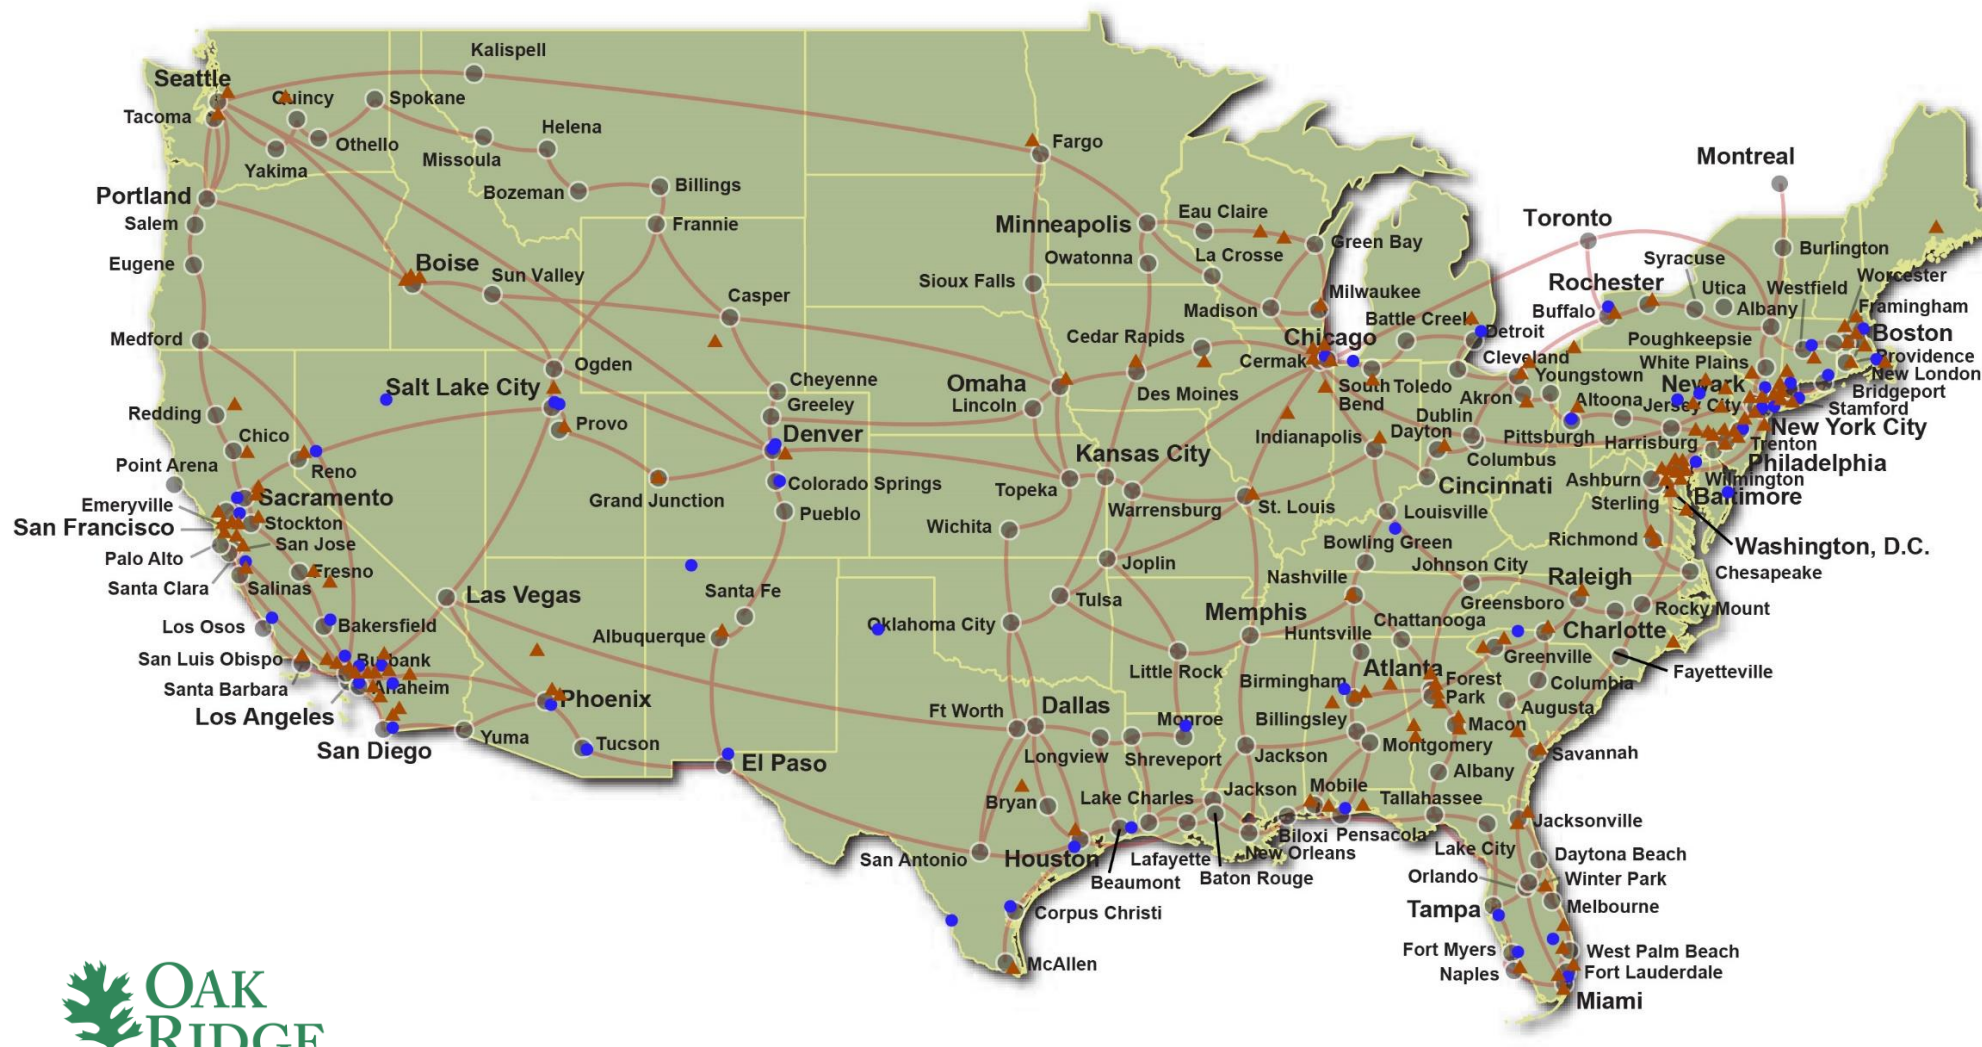 Kalispell
Seattle
Quincy
Spokane
Tacoma
Othello
Helena
Missoula
Yakima
Fargo
Montreal
Portland
Bozeman
Billings
Salem
Frannie
Minneapolis
Eau Claire
Toronto
Green Bay
Burlington
Eugene
Boise
Sun Valley
Owatonna
La Crosse
Syracuse
Worcester
Sioux Falls
Rochester
Utica
Westfield
Casper
Milwaukee
Madison
Buffalo
Albany
Framingham
Battle Creek
Detroit
Boston
Medford
Cedar Rapids
Chicago
Poughkeepsie
Cermak
Cleveland
White Plains
Providence
Ogden
Youngstown
New London
Salt Lake City
Cheyenne
Omaha
Des Moines
South
Bend
Toledo
Newark
Bridgeport
Akron
Altoona
Jersey City
Greeley
Lincoln
Stamford
Redding
Provo
Dublin
Denver
Dayton
New York City
Chico
Indianapolis
Pittsburgh
Harrisburg
Trenton
Kansas City
Columbus
Point Arena
Reno
Philadelphia
Grand Junction
Colorado Springs
Topeka
Cincinnati
Ashburn
Wilmington
Sacramento
Baltimore
Emeryville
Warrensburg
St. Louis
Sterling
Pueblo
Louisville
San Francisco
Stockton
Wichita
Bowling Green
Richmond
San Jose
Washington, D.C.
Palo Alto
Joplin
Johnson City
Fresno
Nashville
Raleigh
Chesapeake
Santa Clara
Salinas
Las Vegas
Santa Fe
Tulsa
Memphis
Greensboro
Rocky Mount
Chattanooga
Los Osos
Bakersfield
Albuquerque
Oklahoma City
Huntsville
Charlotte
San Luis Obispo
Burbank
Little Rock
Greenville
Atlanta
Fayetteville
Santa Barbara
Anaheim
Birmingham
Forest
Park
Columbia
Phoenix
Los Angeles
Ft Worth
Dallas
Monroe
Billingsley
Macon
Augusta
San Diego
Yuma
Tucson
Montgomery
Longview
Shreveport
Jackson
Savannah
El Paso
Albany
Bryan
Lake Charles
Jackson
Mobile
Tallahassee
Jacksonville
Biloxi
Pensacola
Lake City
San Antonio
Houston
Lafayette
New Orleans
Daytona Beach
Beaumont
Baton Rouge
Orlando
Winter Park
Corpus Christi
Tampa
Melbourne
Fort Myers
West Palm Beach
McAllen
Naples
Fort Lauderdale
Miami
OAK
RIDGE